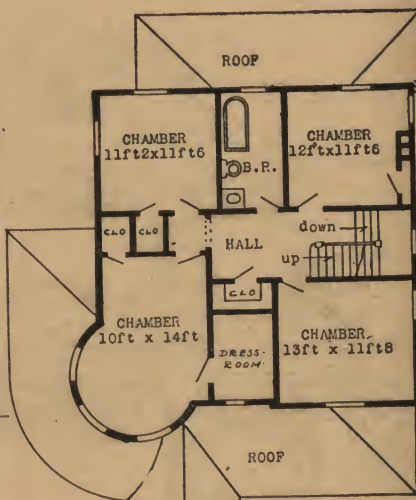 ROOF
CHAMBER
11ft2x11ft6
B.R.
CHAMBER
12ftx11ft6
CLO
CLO
HALL
down
up
CLO
CHAMBER
10ft x 14ft
DRESS-
ROOM
CHAMBER
13ft x 11ft8
ROOF